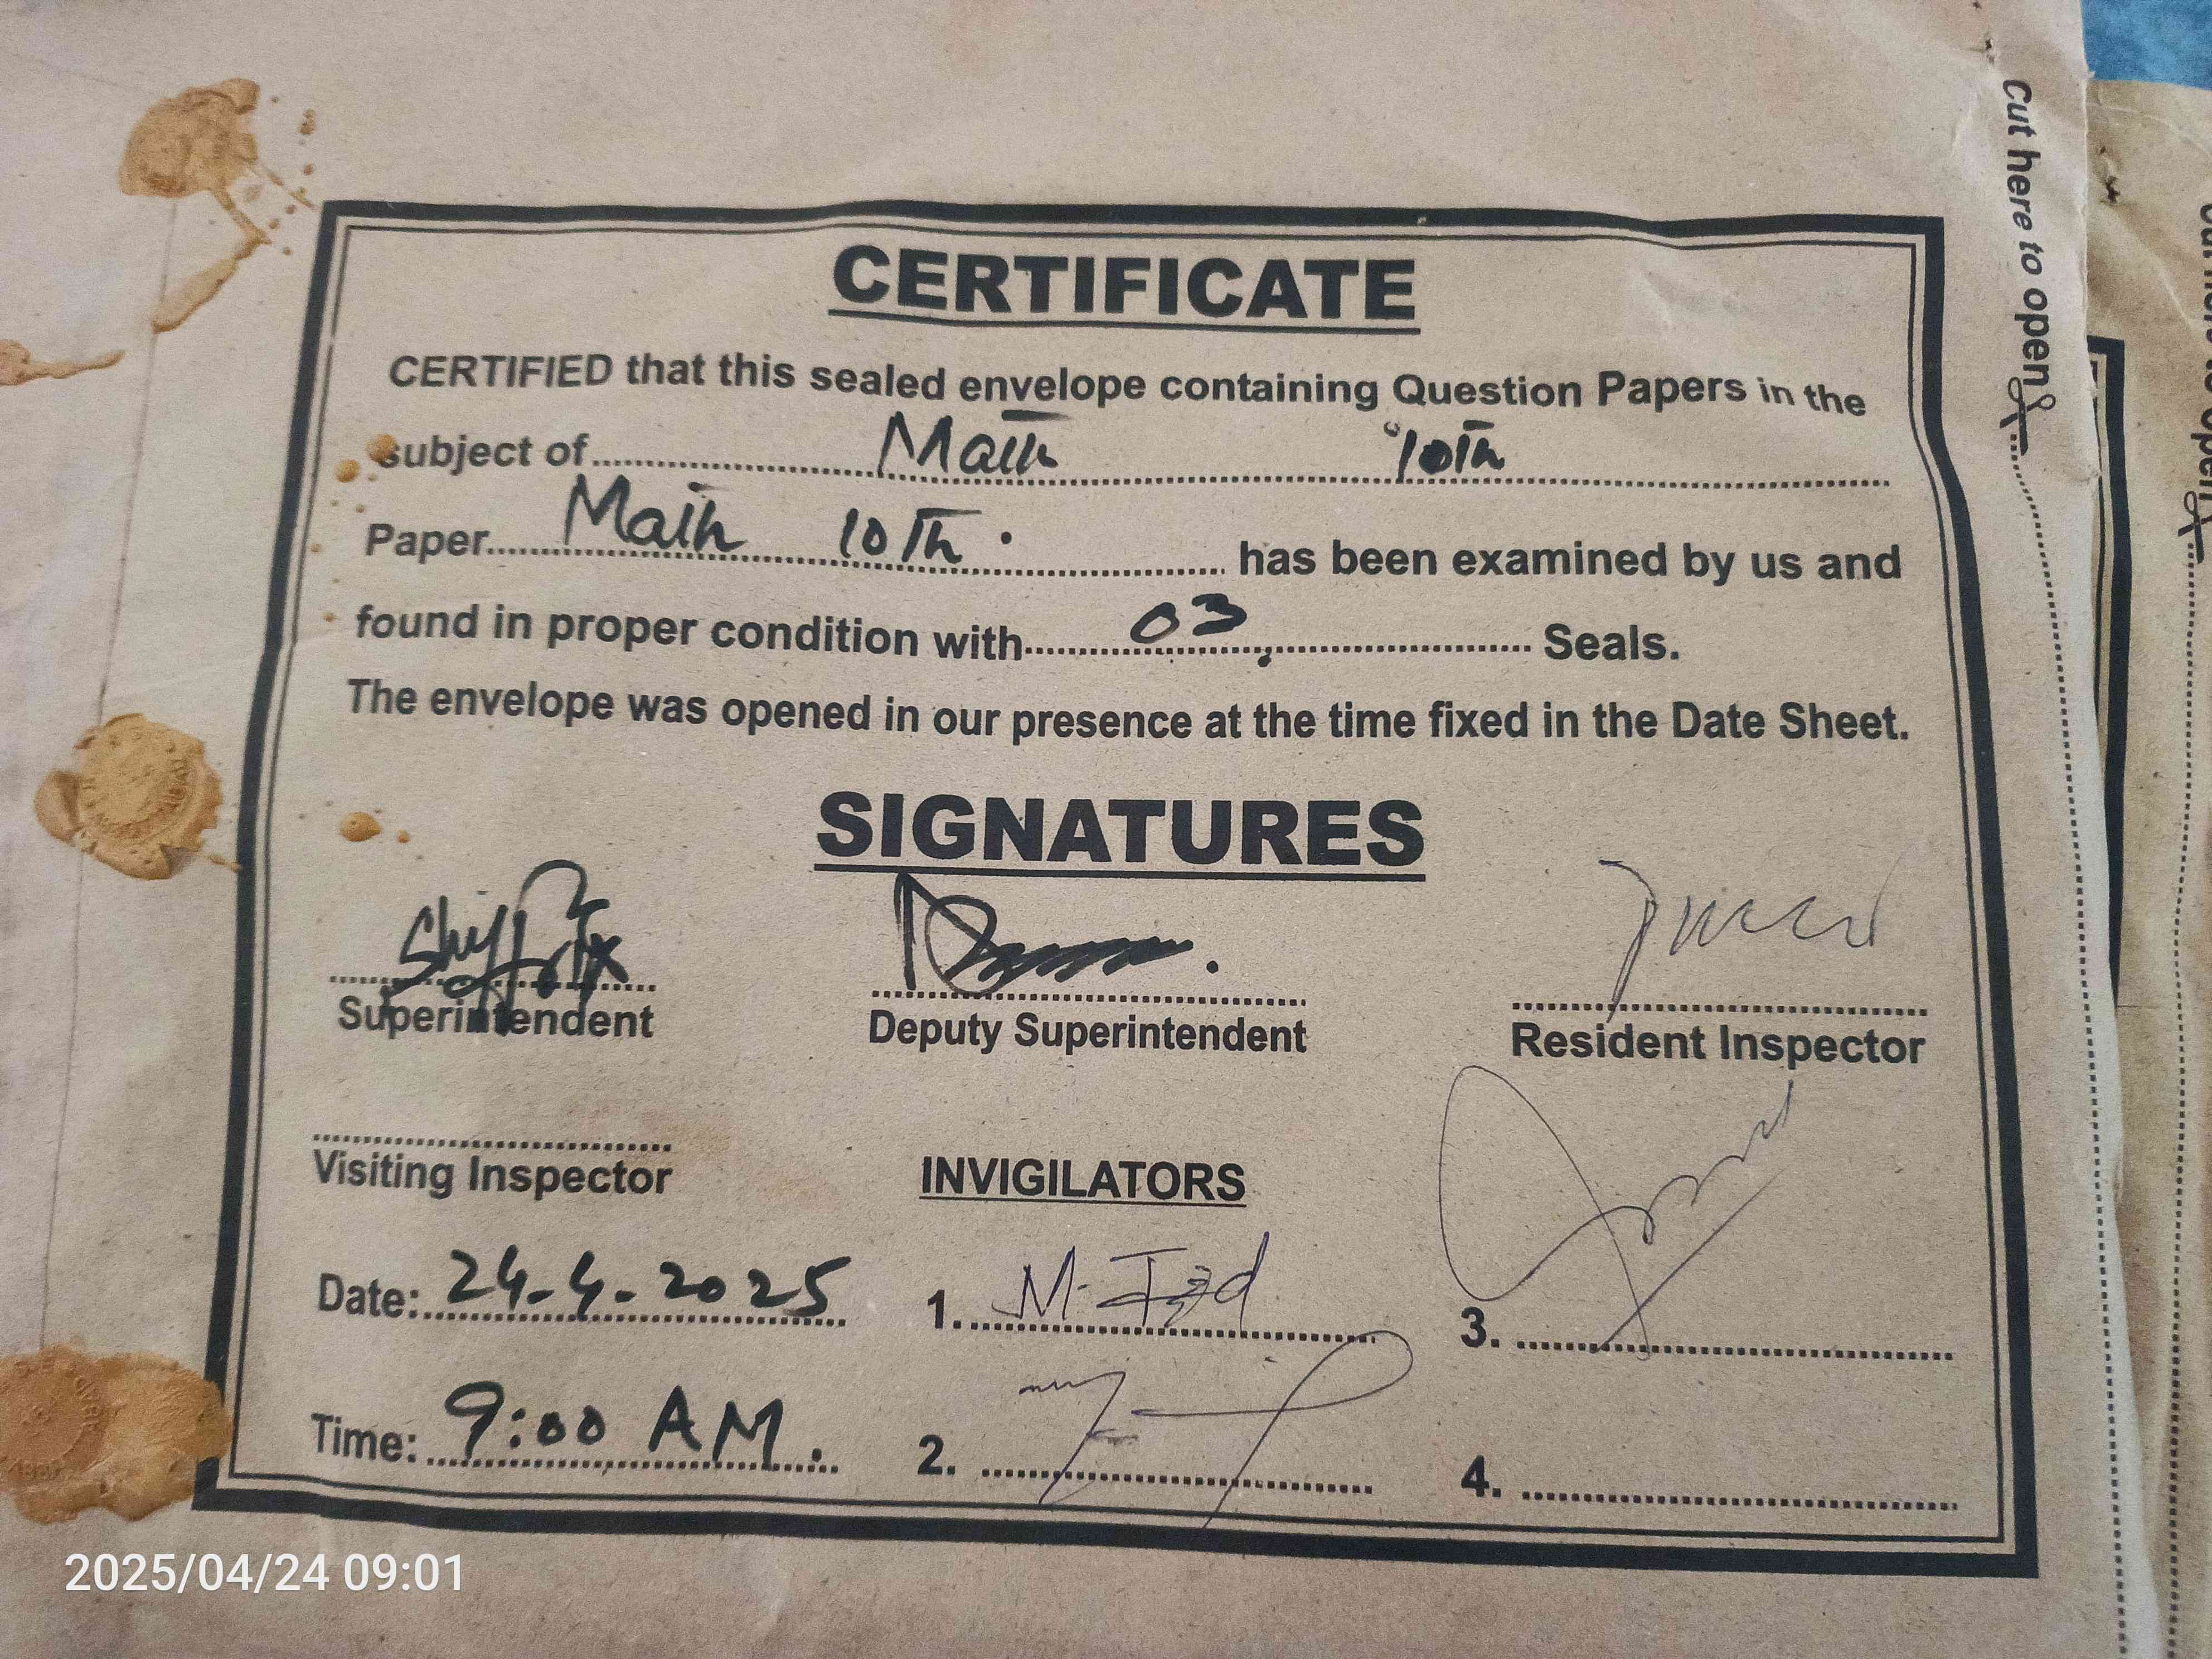 Cut here to open
CERTIFICATE
CERTIFIED that this sealed envelope containing Question Papers in the
subject of Math 10Th
Paper Math 10Th. has been examined by us and
found in proper condition with 03 Seals.
The envelope was opened in our presence at the time fixed in the Date Sheet.
SIGNATURES
Superintendent Deputy Superintendent Resident Inspector
Visiting Inspector INVIGILATORS
Date: 24-4-2025 1. 3.
Time: 9:00 AM. 2. 4.
2025/04/24 09:01